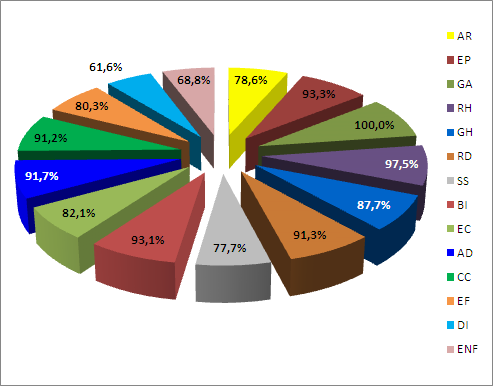 78,6%
93,3%
100,0%
97,5%
87,7%
91,3%
77,7%
93,1%
82,1%
91,7%
91,2%
80,3%
61,6%
68,8%
AR
EP
GA
RH
GH
RD
SS
BI
EC
AD
CC
EF
DI
ENF